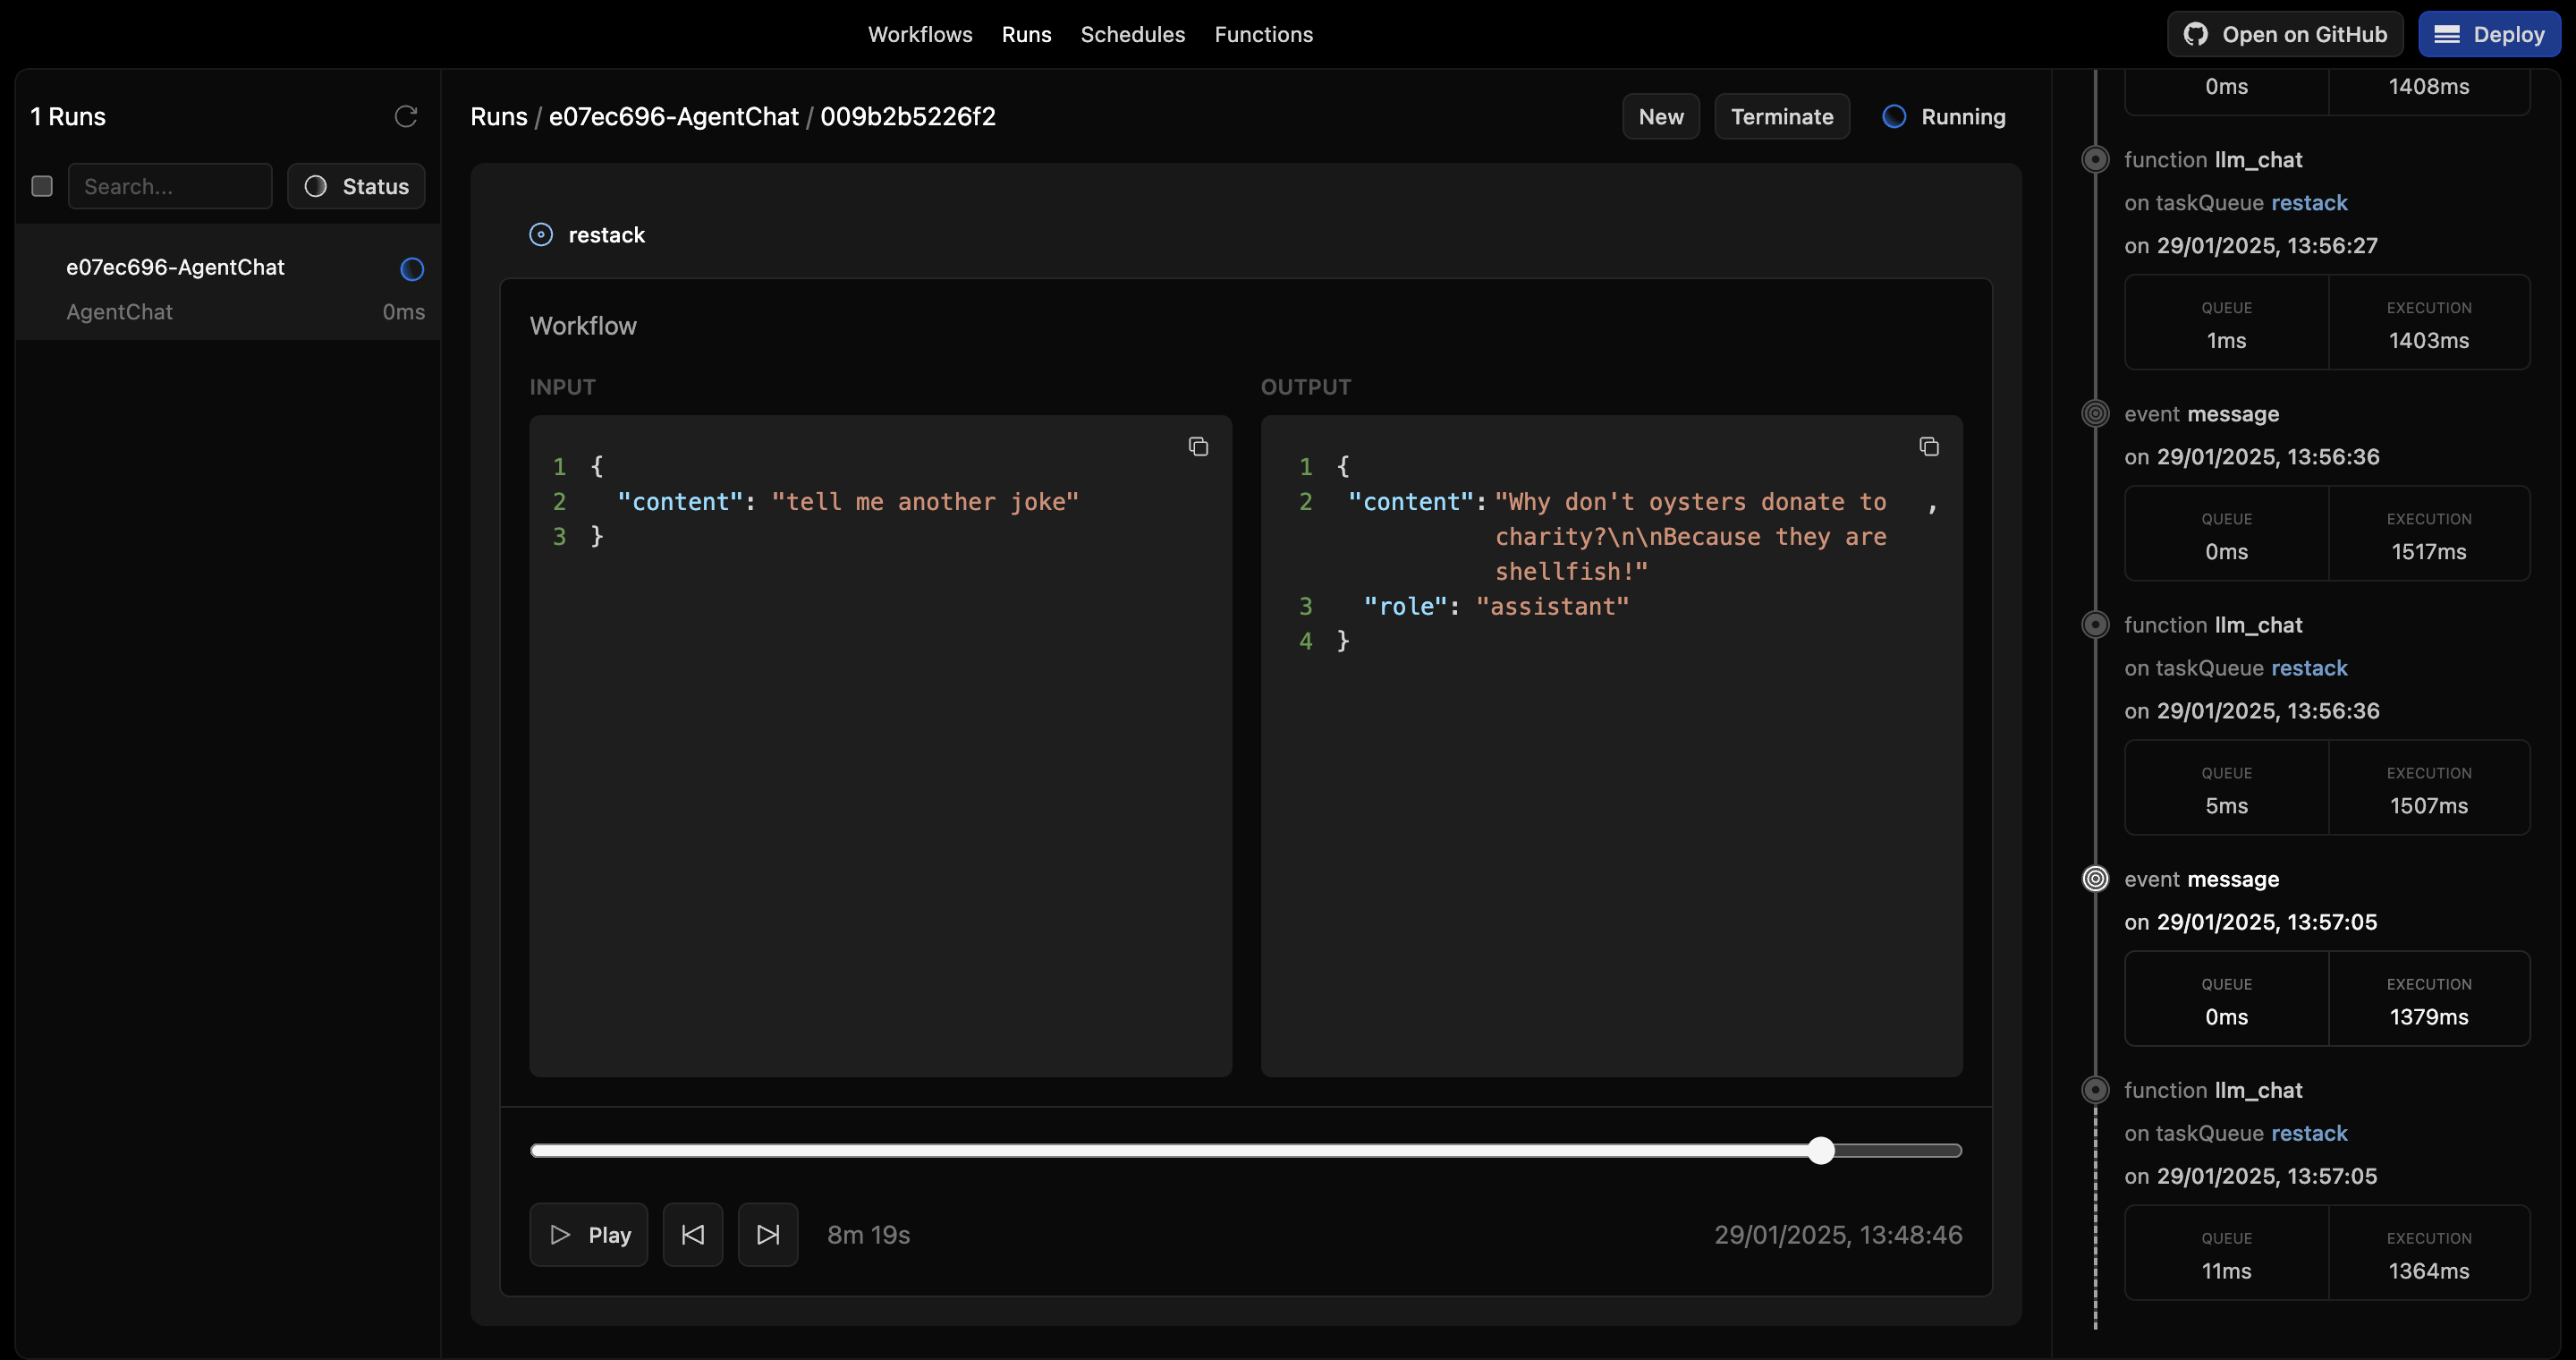 Workflows Runs Schedules Functions
Open on GitHub
Deploy
1 Runs
Search...
Status
e07ec696-AgentChat
AgentChat 0ms
Runs / e07ec696-AgentChat / 009b2b5226f2
New
Terminate
Running
restack
Workflow
INPUT
1 {
2 "content": "tell me another joke"
3 }
OUTPUT
1 {
2 "content": "Why don't oysters donate to ,
charity?\n\nBecause they are
shellfish!"
3 "role": "assistant"
4 }
Play
8m 19s
29/01/2025, 13:48:46
0ms 1408ms
function llm_chat
on taskQueue restack
on 29/01/2025, 13:56:27
QUEUE EXECUTION
1ms 1403ms
event message
on 29/01/2025, 13:56:36
QUEUE EXECUTION
0ms 1517ms
function llm_chat
on taskQueue restack
on 29/01/2025, 13:56:36
QUEUE EXECUTION
5ms 1507ms
event message
on 29/01/2025, 13:57:05
QUEUE EXECUTION
0ms 1379ms
function llm_chat
on taskQueue restack
on 29/01/2025, 13:57:05
QUEUE EXECUTION
11ms 1364ms